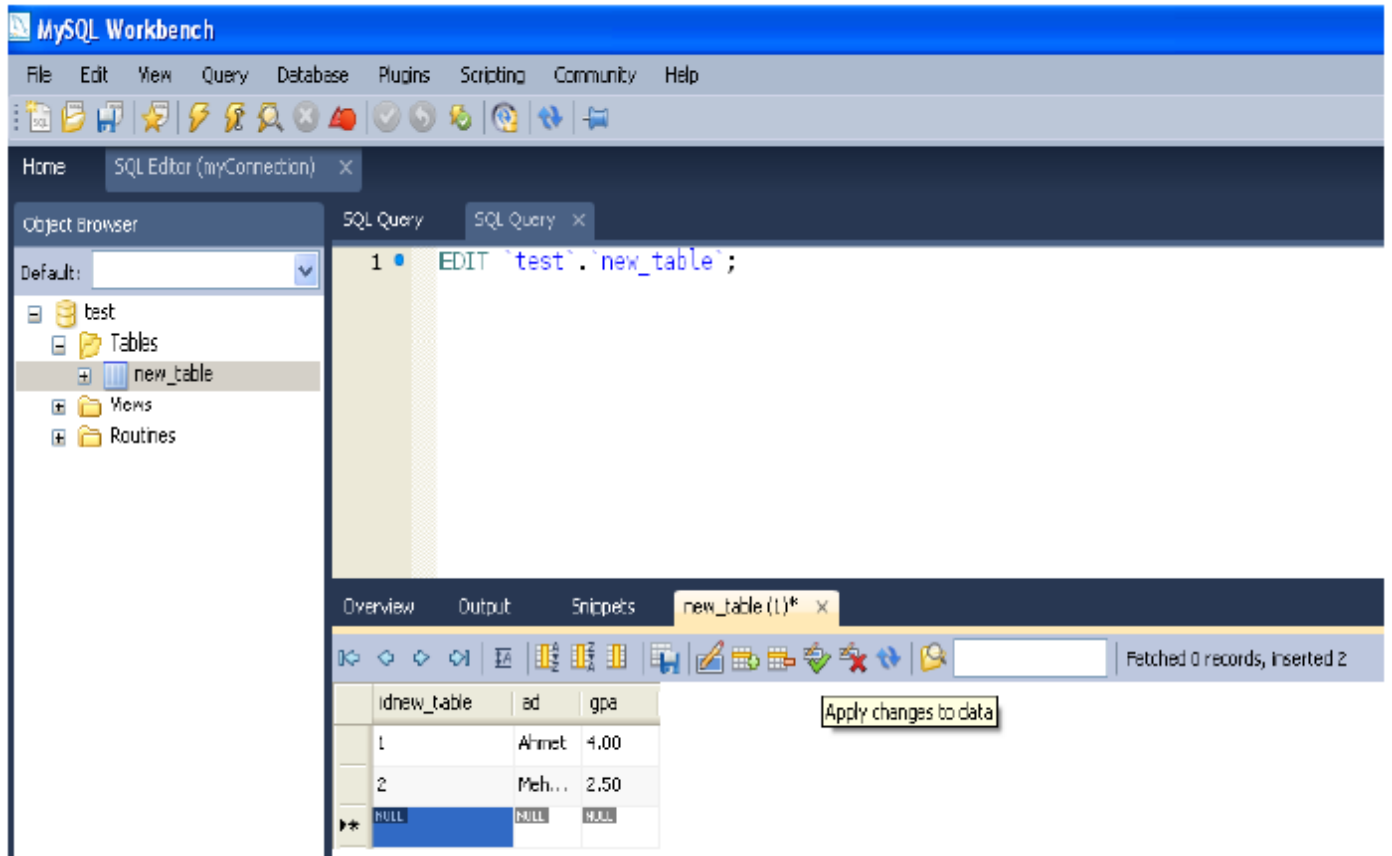 MySQL Workbench
File Edit View Query Database Plugins Scripting Community Help
Home SQL Editor (myConnection)
Object Browser
Default:
test
Tables
new_table
Views
Routines
SQL Query SQL Query
1 EDIT `test`.`new_table`;
Overview Output Snippets new_table (1)*
Fetched 0 records, inserted 2
Apply changes to data
idnew_table ad gpa
1 Ahmet 4.00
2 Meh... 2.50
NULL NULL NULL